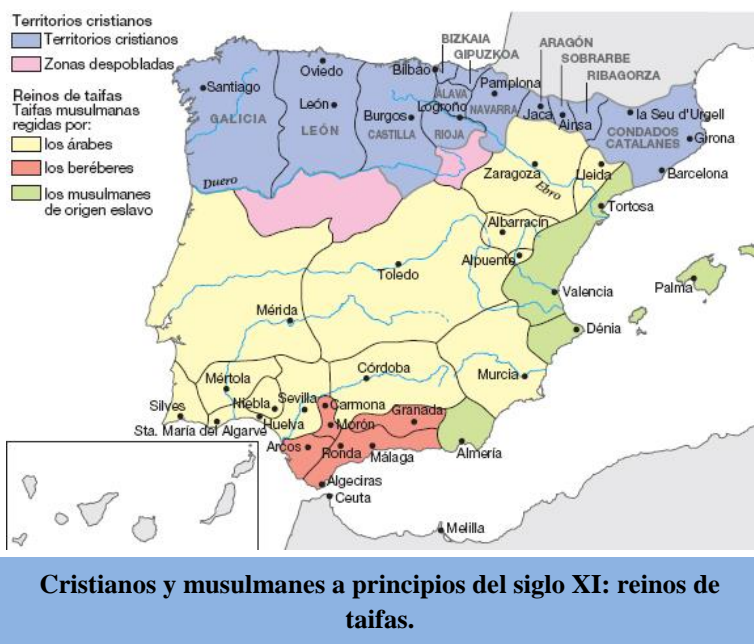 Territorios cristianos
Territorios cristianos
Zonas despobladas
Reinos de taifas
Taifas musulmanas
regidas por:
los árabes
los beréberes
los musulmanes
de origen eslavo
BIZKAIA
GIPUZKOA
ARAGÓN
SOBRARBE
RIBAGORZA
Oviedo
Bilbao
Santiago
Pamplona
ALAVA
León
Burgos
Logroño
NAVARRA
Jaca
Ainsa
la Seu d'Urgell
GALICIA
LEÓN
CASTILLA
RIOJA
CONDADOS
CATALANES
Girona
Zaragoza
Lleida
Barcelona
Duero
Ebro
Tortosa
Albarracín
Alpuente
Toledo
Palma
Valencia
Mérida
Dénia
Córdoba
Murcia
Mértola
Sevilla
Niebla
Carmona
Silves
Granada
Huelva
Morón
Sta. María del Algarve
Arcos
Ronda
Málaga
Almería
Algeciras
Ceuta
Melilla
Cristianos y musulmanes a principios del siglo XI: reinos de
taifas.